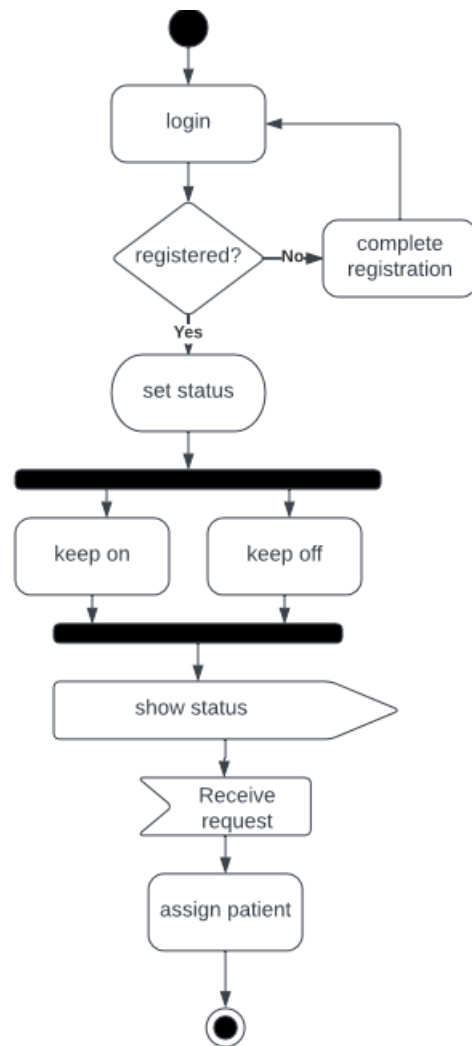 login
registered?
No
complete
registration
Yes
set status
keep on
keep off
show status
Receive
request
assign patient